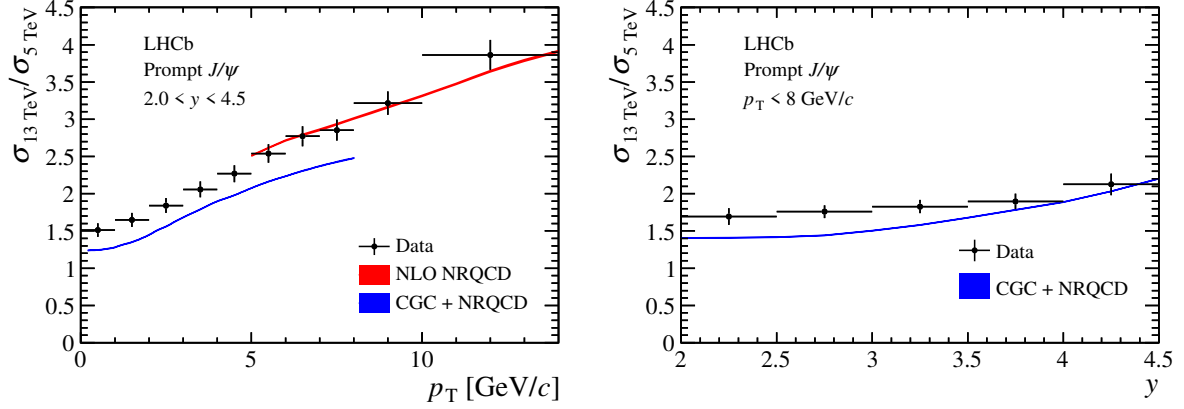 σ13 TeV/σ5 TeV
4.5
4
3.5
3
2.5
2
1.5
1
0.5
0
LHCb
Prompt J/ψ
2.0 < y < 4.5
Data
NLO NRQCD
CGC + NRQCD
0 5 10
pT [GeV/c]
σ13 TeV/σ5 TeV
4.5
4
3.5
3
2.5
2
1.5
1
0.5
0
LHCb
Prompt J/ψ
pT < 8 GeV/c
Data
CGC + NRQCD
2 2.5 3 3.5 4 4.5
y